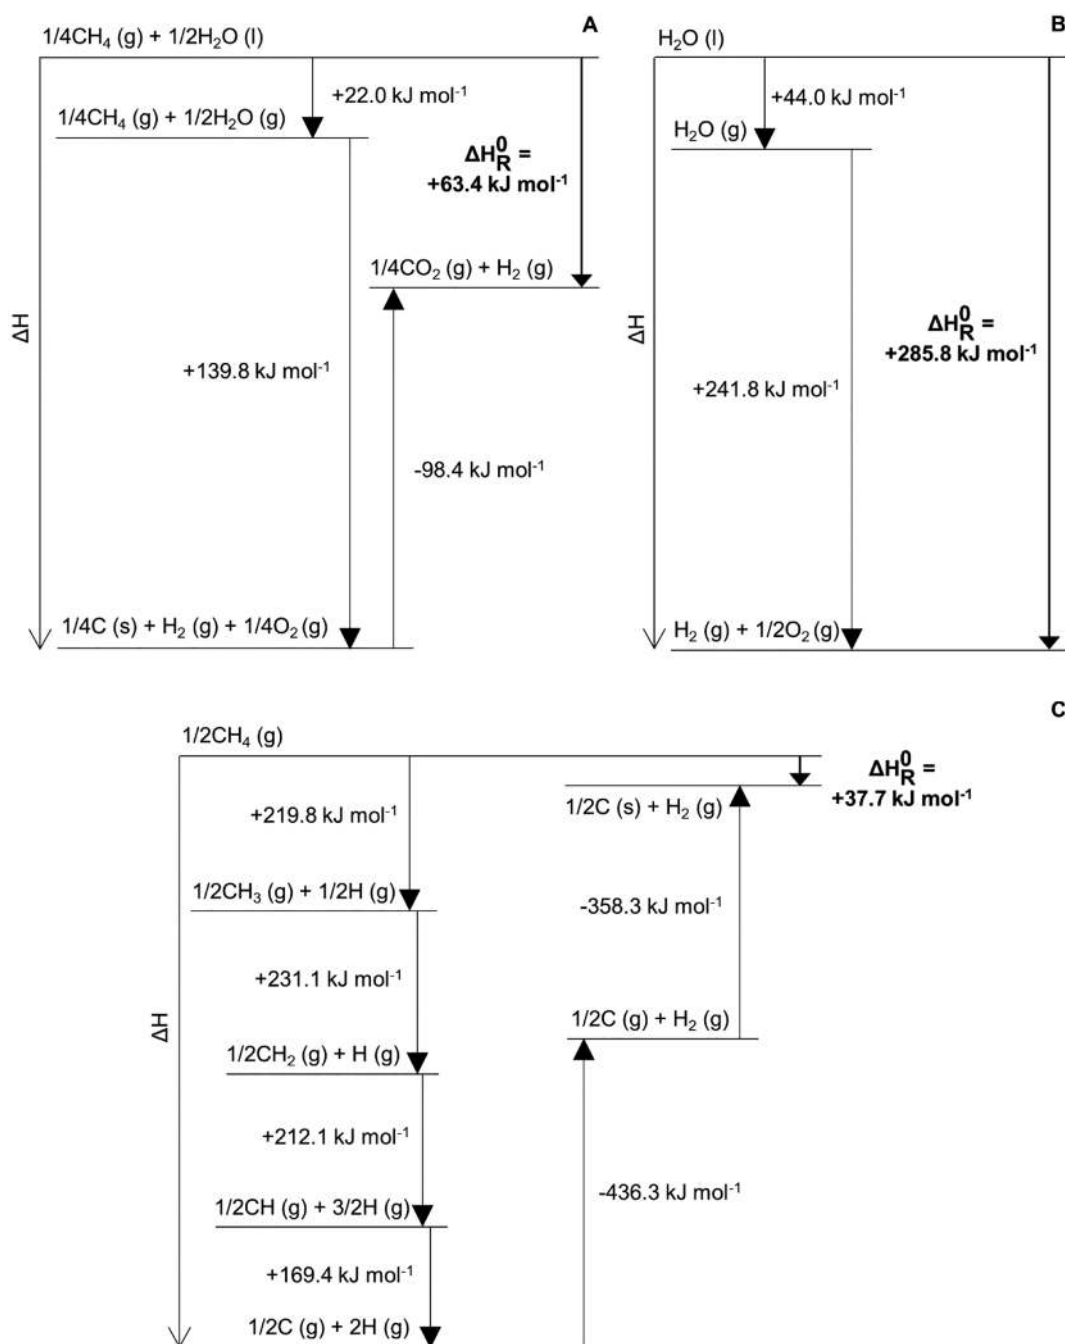 A
1/4CH₄ (g) + 1/2H₂O (l)
+22.0 kJ mol⁻¹
1/4CH₄ (g) + 1/2H₂O (g)
ΔH⁰R =
+63.4 kJ mol⁻¹
1/4CO₂ (g) + H₂ (g)
ΔH
+139.8 kJ mol⁻¹
-98.4 kJ mol⁻¹
1/4C (s) + H₂ (g) + 1/4O₂ (g)
B
H₂O (l)
+44.0 kJ mol⁻¹
H₂O (g)
ΔH
ΔH⁰R =
+285.8 kJ mol⁻¹
+241.8 kJ mol⁻¹
H₂ (g) + 1/2O₂ (g)
C
1/2CH₄ (g)
ΔH⁰R =
+37.7 kJ mol⁻¹
1/2C (s) + H₂ (g)
+219.8 kJ mol⁻¹
1/2CH₃ (g) + 1/2H (g)
-358.3 kJ mol⁻¹
+231.1 kJ mol⁻¹
1/2C (g) + H₂ (g)
ΔH
1/2CH₂ (g) + H (g)
+212.1 kJ mol⁻¹
-436.3 kJ mol⁻¹
1/2CH (g) + 3/2H (g)
+169.4 kJ mol⁻¹
1/2C (g) + 2H (g)